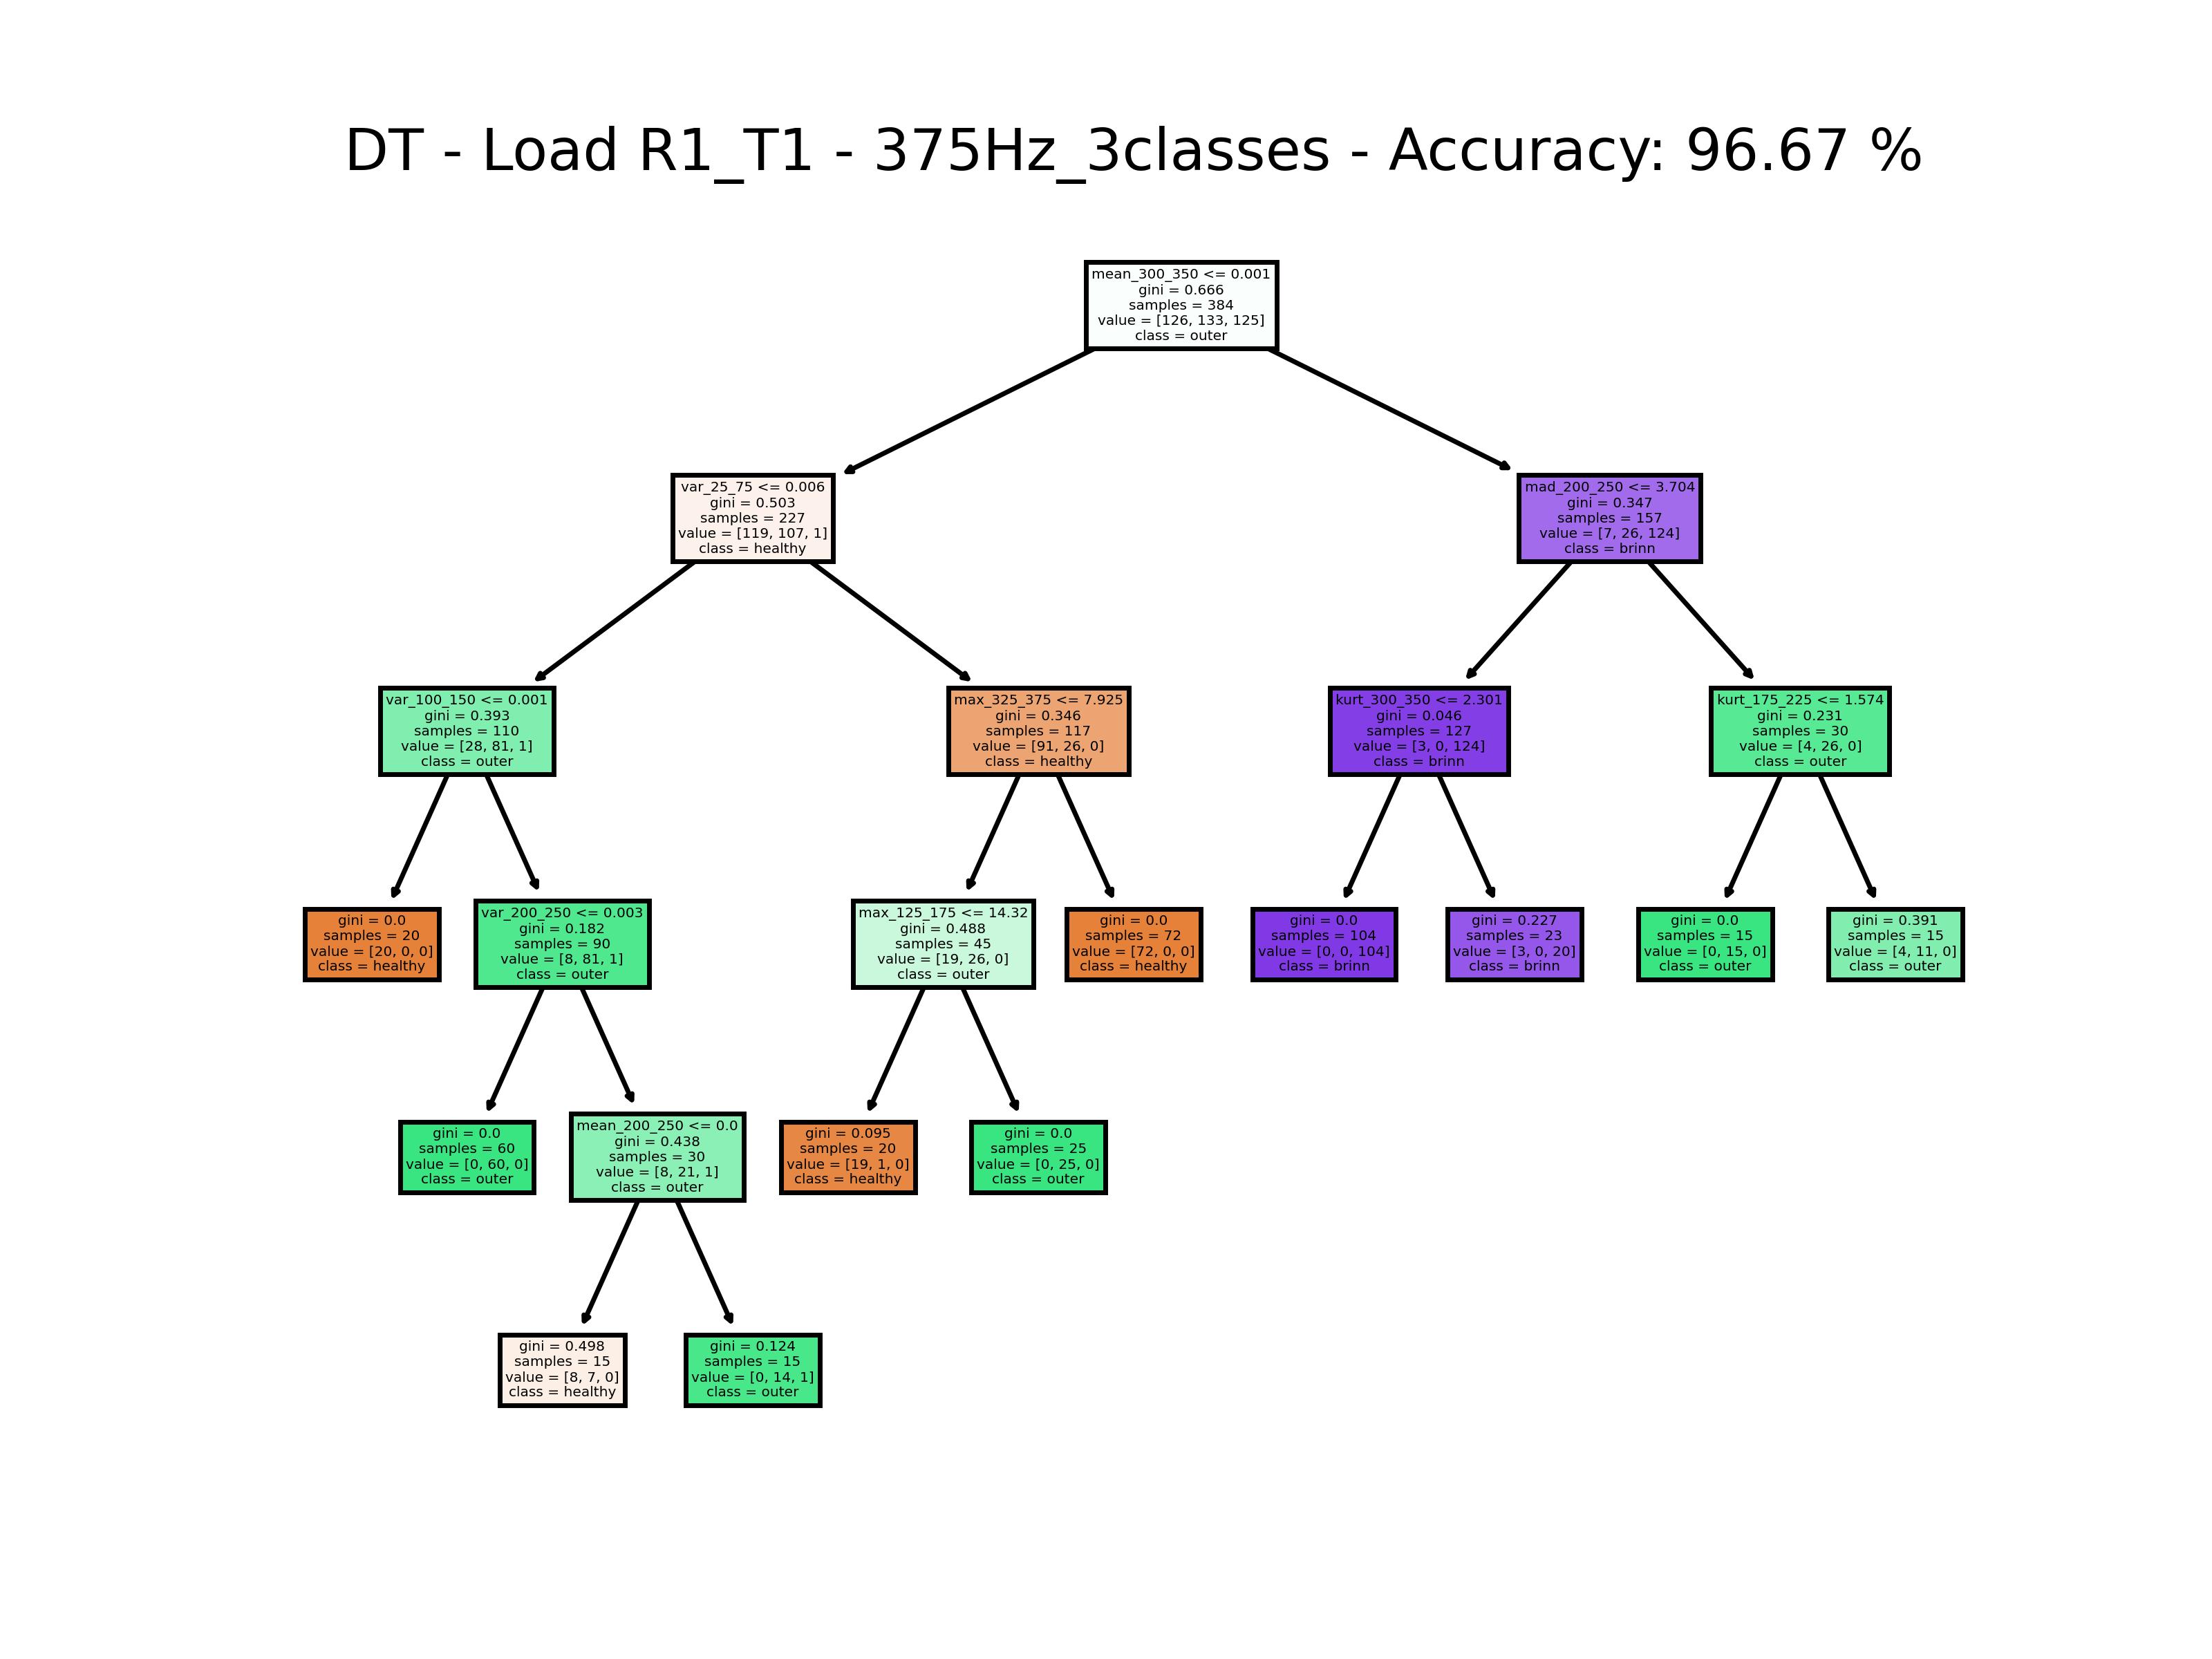 DT - Load R1_T1 - 375Hz_3classes - Accuracy: 96.67 %
mean_300_350 <= 0.001
gini = 0.666
samples = 384
value = [126, 133, 125]
class = outer
var_25_75 <= 0.006
gini = 0.503
samples = 227
value = [119, 107, 1]
class = healthy
mad_200_250 <= 3.704
gini = 0.347
samples = 157
value = [7, 26, 124]
class = brinn
var_100_150 <= 0.001
gini = 0.393
samples = 110
value = [28, 81, 1]
class = outer
max_325_375 <= 7.925
gini = 0.346
samples = 117
value = [91, 26, 0]
class = healthy
kurt_300_350 <= 2.301
gini = 0.046
samples = 127
value = [3, 0, 124]
class = brinn
kurt_175_225 <= 1.574
gini = 0.231
samples = 30
value = [4, 26, 0]
class = outer
gini = 0.0
samples = 20
value = [20, 0, 0]
class = healthy
var_200_250 <= 0.003
gini = 0.182
samples = 90
value = [8, 81, 1]
class = outer
max_125_175 <= 14.32
gini = 0.488
samples = 45
value = [19, 26, 0]
class = outer
gini = 0.0
samples = 72
value = [72, 0, 0]
class = healthy
gini = 0.0
samples = 104
value = [0, 0, 104]
class = brinn
gini = 0.227
samples = 23
value = [3, 0, 20]
class = brinn
gini = 0.0
samples = 15
value = [0, 15, 0]
class = outer
gini = 0.391
samples = 15
value = [4, 11, 0]
class = outer
gini = 0.0
samples = 60
value = [0, 60, 0]
class = outer
mean_200_250 <= 0.0
gini = 0.438
samples = 30
value = [8, 21, 1]
class = outer
gini = 0.095
samples = 20
value = [19, 1, 0]
class = healthy
gini = 0.0
samples = 25
value = [0, 25, 0]
class = outer
gini = 0.498
samples = 15
value = [8, 7, 0]
class = healthy
gini = 0.124
samples = 15
value = [0, 14, 1]
class = outer